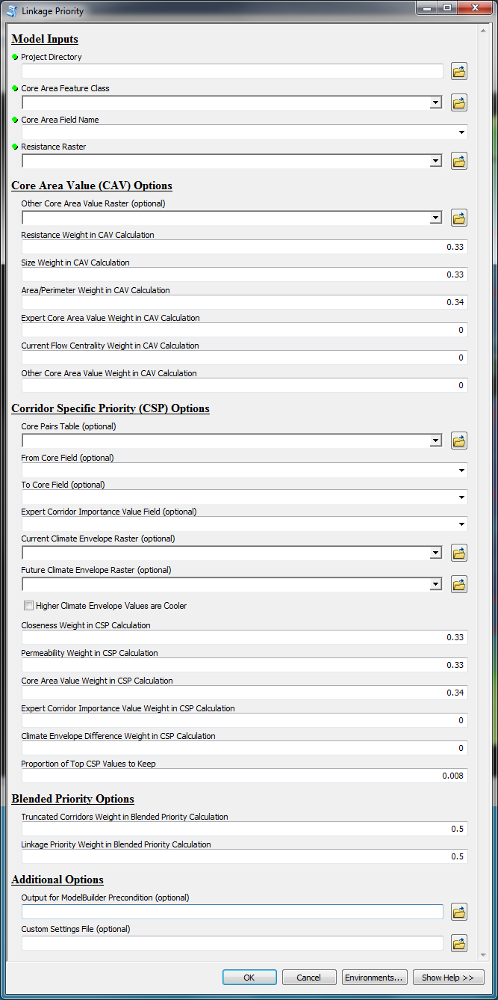 Linkage Priority
Model Inputs
Project Directory
Core Area Feature Class
Core Area Field Name
Resistance Raster
Core Area Value (CAV) Options
Other Core Area Value Raster (optional)
Resistance Weight in CAV Calculation
0.33
Size Weight in CAV Calculation
0.33
Area/Perimeter Weight in CAV Calculation
0.34
Expert Core Area Value Weight in CAV Calculation
0
Current Flow Centrality Weight in CAV Calculation
0
Other Core Area Value Weight in CAV Calculation
0
Corridor Specific Priority (CSP) Options
Core Pairs Table (optional)
From Core Field (optional)
To Core Field (optional)
Expert Corridor Importance Value Field (optional)
Current Climate Envelope Raster (optional)
Future Climate Envelope Raster (optional)
Higher Climate Envelope Values are Cooler
Closeness Weight in CSP Calculation
0.33
Permeability Weight in CSP Calculation
0.33
Core Area Value Weight in CSP Calculation
0.34
Expert Corridor Importance Value Weight in CSP Calculation
0
Climate Envelope Difference Weight in CSP Calculation
0
Proportion of Top CSP Values to Keep
0.008
Blended Priority Options
Truncated Corridors Weight in Blended Priority Calculation
0.5
Linkage Priority Weight in Blended Priority Calculation
0.5
Additional Options
Output for ModelBuilder Precondition (optional)
Custom Settings File (optional)
OK Cancel Environments... Show Help >>